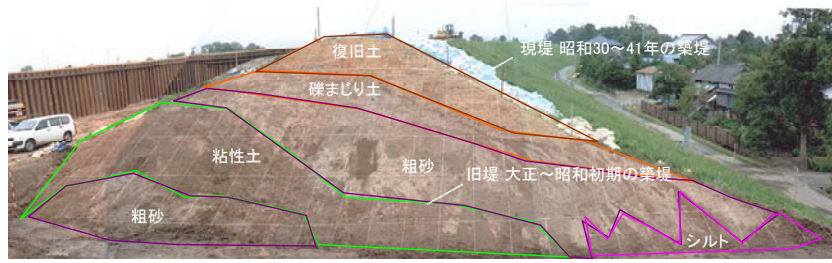 復旧土
現堤 昭和30~41年の築堤
礫まじり土
粘性土
粗砂
旧堤 大正~昭和初期の築堤
粗砂
シルト